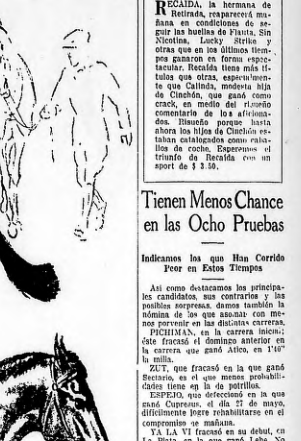 RECAIDA, la hermana de
Retirada, reaparecerá ma-
ñana en condiciones de se-
guir las huellas de Flauta, Sin
Nicotina, Lucky Strike y
otras que en los últimos tiem-
pos ganaron en forma espec-
tacular. Recaida tiene más tí-
tulos que otras, especialmen-
te que Calinda, modesta hija
de Cinchón, que ganó como
crack, en medio del risueño
comentario de los aficiona-
dos. Risueño porque hasta
ahora los hijos de Cinchón es-
taban catalogados como caba-
llos de coche. Esperemos el
triunfo de Recaida con un
sport de $ 3.50.
Tienen Menos Chance
en las Ocho Pruebas
Indicamos los que Han Corrido
Peor en Estos Tiempos
Así como destacamos los principa-
les candidatos, sus contrarios y las
posibles sorpresas, damos también la
nómina de los que asoman con me-
nos porvenir en las distintas carreras.
PICHIMAN, en la carrera inicial;
éste fracasó el domingo anterior en
la carrera que ganó Atico, en 1'40"
la milla.
ZUT, que fracasó en la que ganó
Sectario, es el que menos probabili-
dades tiene en la de potrillos.
ESPEJO, que defeccionó en la que
ganó Cupresus, el día 27 de mayo,
difícilmente logre rehabilitarse en el
compromiso de mañana.
YA LA VI fracasó en su debut, en
La Plata, en la que ganó